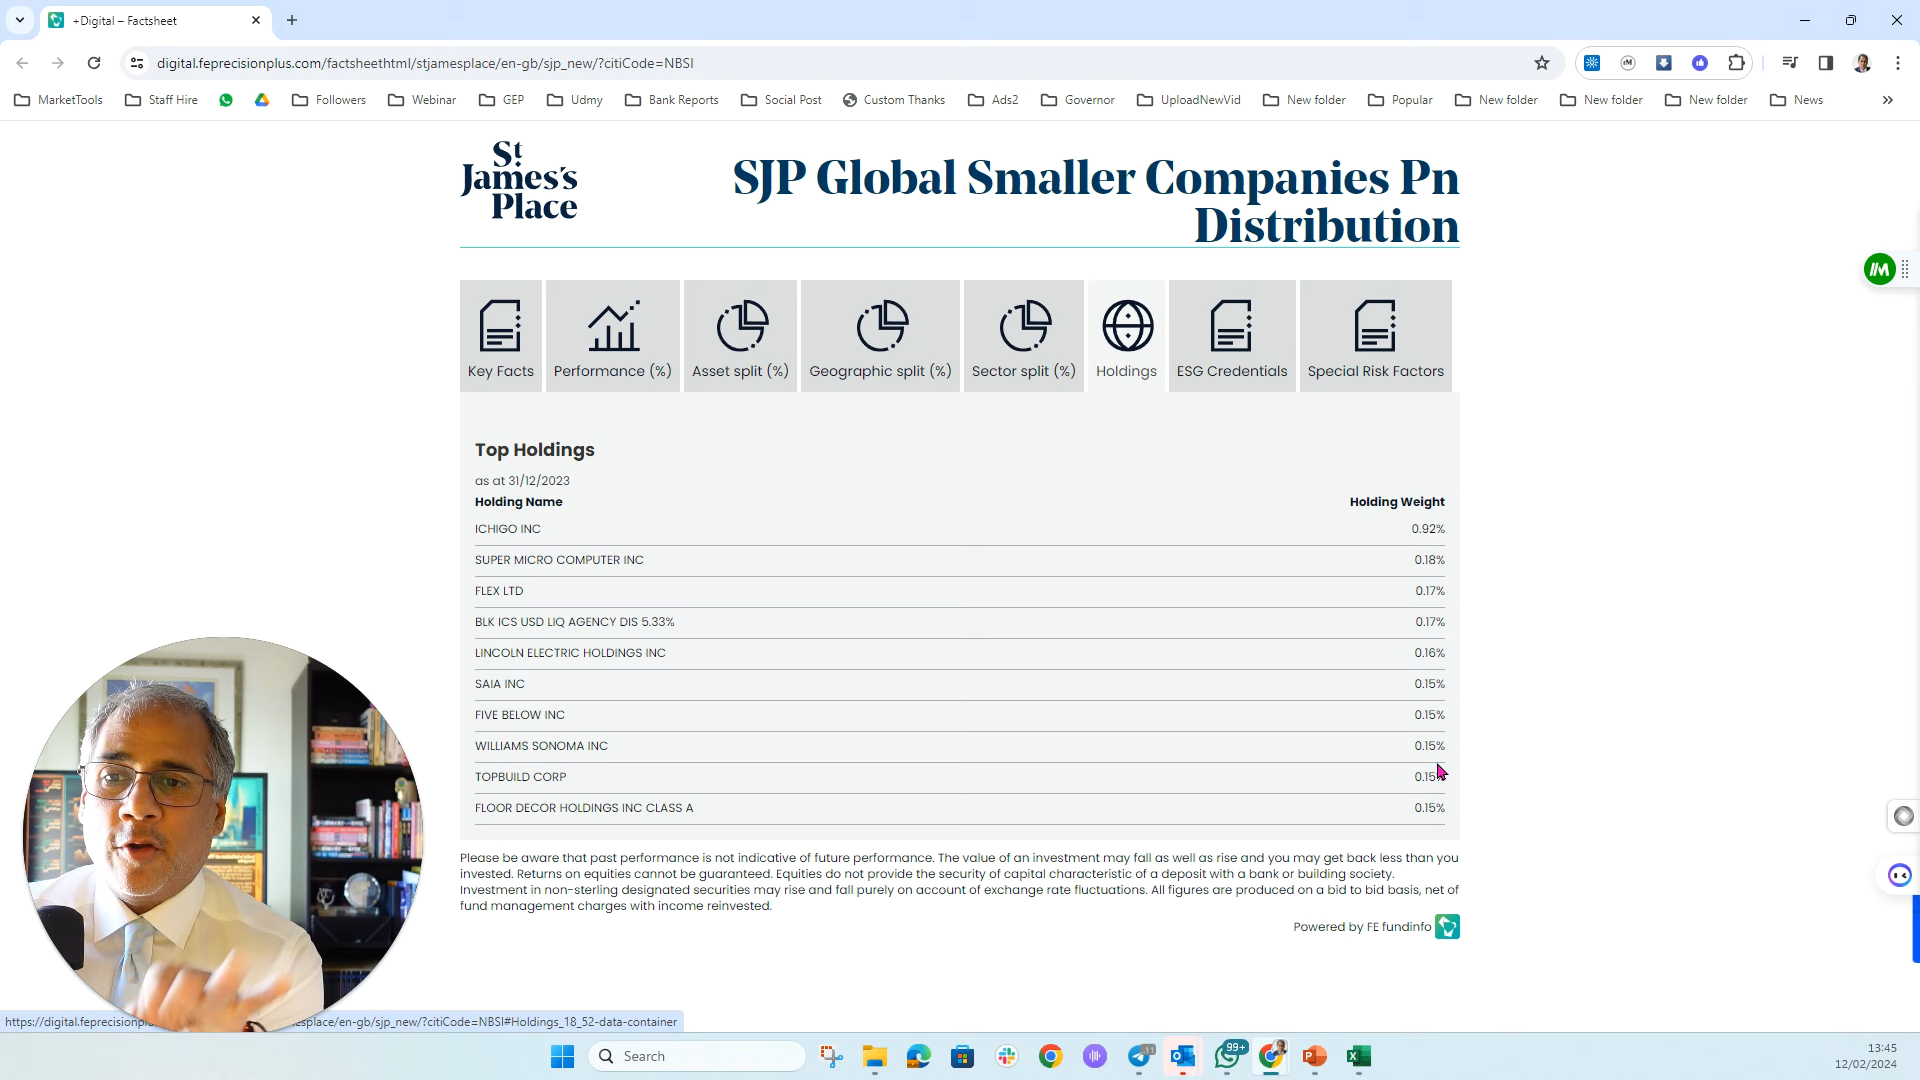 +Digital – Factsheet
digital.feprecisionplus.com/factsheethtml/stjamesplace/en-gb/sjp_new/?citiCode=NBSI
MarketTools Staff Hire Followers Webinar GEP Udmy Bank Reports Social Post Custom Thanks Ads2 Governor UploadNewVid New folder Popular New folder New folder New folder News
St
James's
Place
SJP Global Smaller Companies Pn
Distribution
Key Facts Performance (%) Asset split (%) Geographic split (%) Sector split (%) Holdings ESG Credentials Special Risk Factors
Top Holdings
as at 31/12/2023
Holding Name Holding Weight
ICHIGO INC 0.92%
SUPER MICRO COMPUTER INC 0.18%
FLEX LTD 0.17%
BLK ICS USD LIQ AGENCY DIS 5.33% 0.17%
LINCOLN ELECTRIC HOLDINGS INC 0.16%
SAIA INC 0.15%
FIVE BELOW INC 0.15%
WILLIAMS SONOMA INC 0.15%
TOPBUILD CORP 0.15%
FLOOR DECOR HOLDINGS INC CLASS A 0.15%
Please be aware that past performance is not indicative of future performance. The value of an investment may fall as well as rise and you may get back less than you
invested. Returns on equities cannot be guaranteed. Equities do not provide the security of capital characteristic of a deposit with a bank or building society.
Investment in non-sterling designated securities may rise and fall purely on account of exchange rate fluctuations. All figures are produced on a bid to bid basis, net of
fund management charges with income reinvested.
Powered by FE fundinfo
https://digital.feprecisionpl splace/en-gb/sjp_new/?citiCode=NBSI#Holdings_18_52-data-container
Search
99+
13:45
12/02/2024